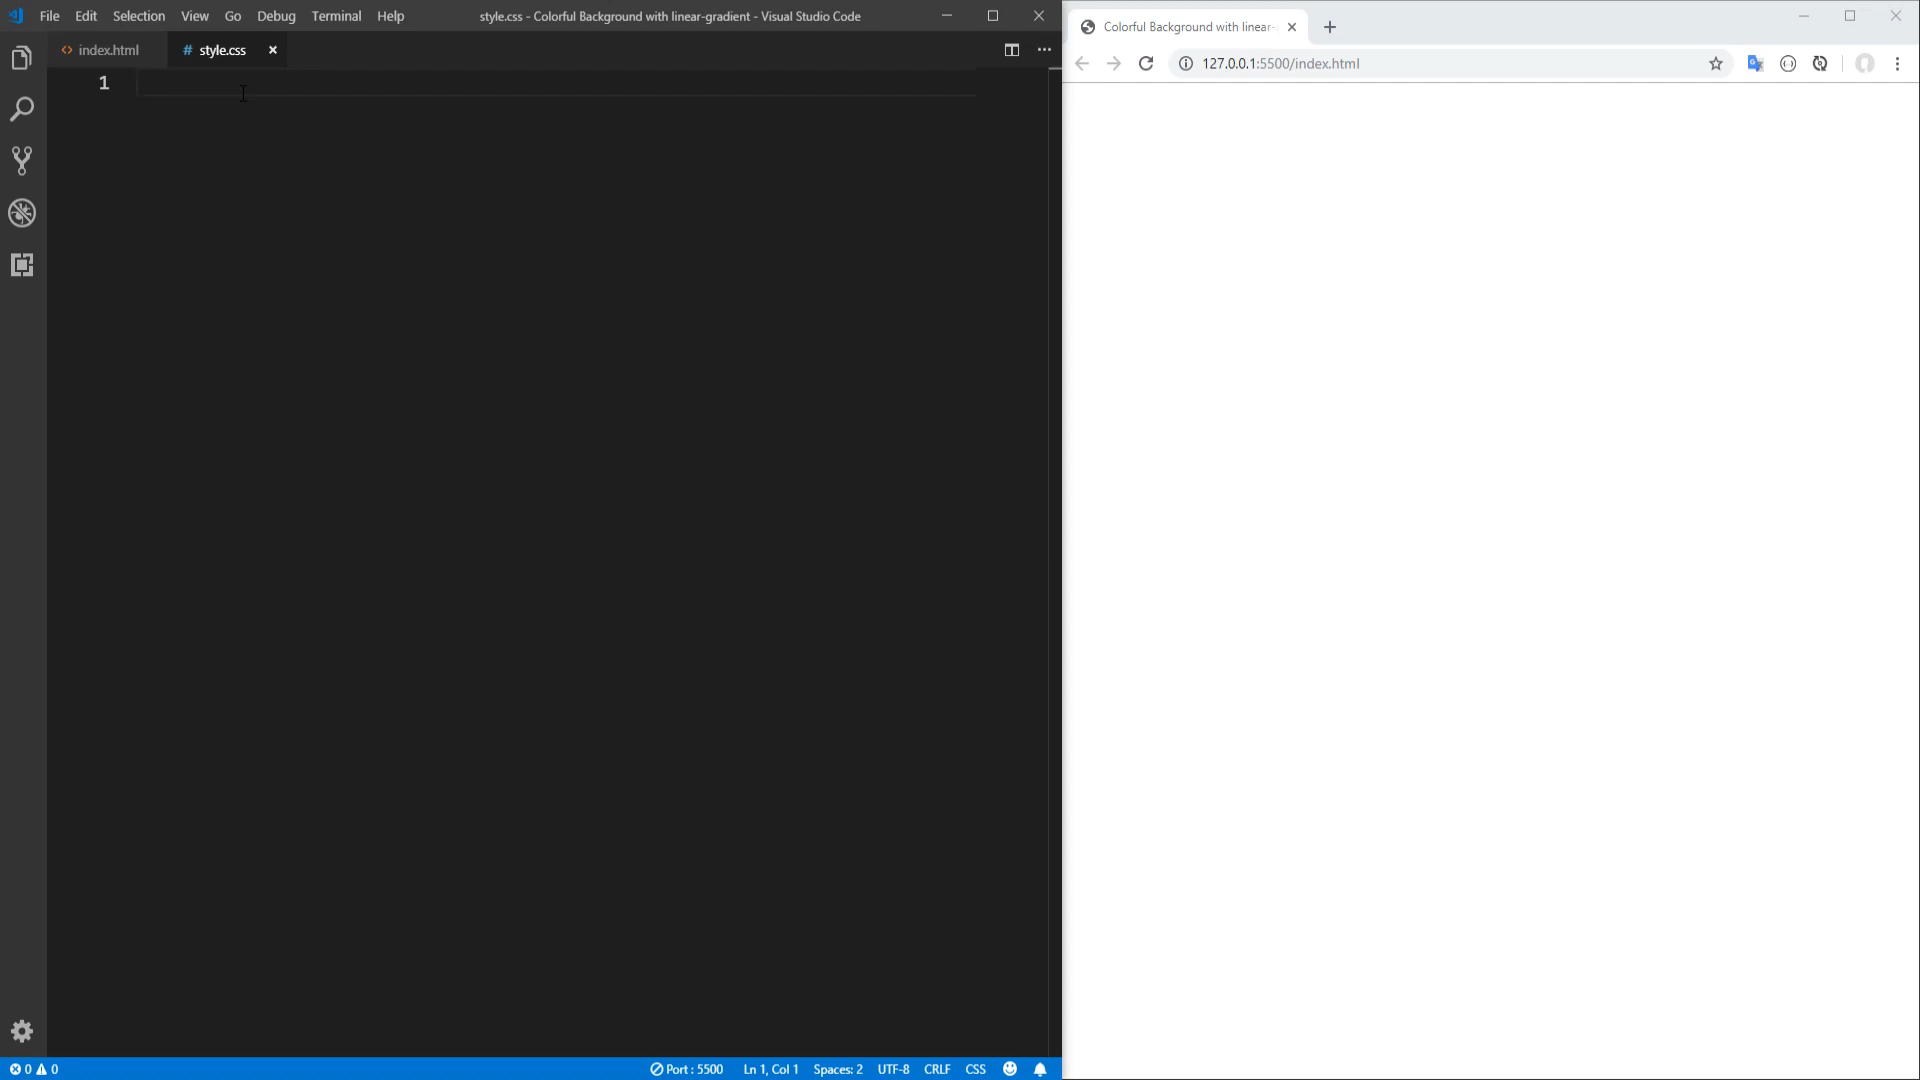 File Edit Selection View Go Debug Terminal Help style.css - Colorful Background with linear-gradient - Visual Studio Code
index.html # style.css
1
0 0 Port : 5500 Ln 1, Col 1 Spaces: 2 UTF-8 CRLF CSS
Colorful Background with linear-
127.0.0.1:5500/index.html